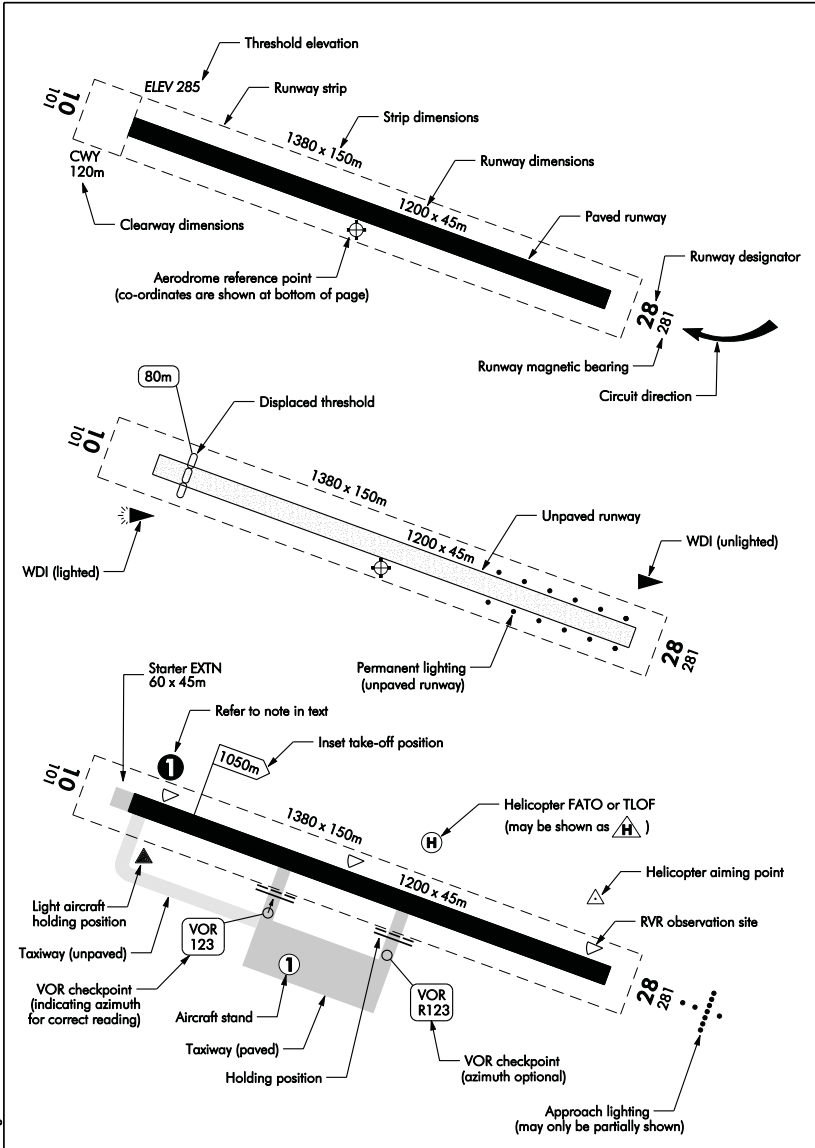 Threshold elevation
ELEV 285
Runway strip
10
101
Strip dimensions
1380 x 150m
Runway dimensions
CWY
120m
1200 x 45m
Paved runway
Clearway dimensions
Runway designator
Aerodrome reference point
(co-ordinates are shown at bottom of page)
28
281
Runway magnetic bearing
Circuit direction
80m
Displaced threshold
10
101
1380 x 150m
Unpaved runway
1200 x 45m
WDI (unlighted)
WDI (lighted)
28
281
Permanent lighting
(unpaved runway)
Starter EXTN
60 x 45m
Refer to note in text
Inset take-off position
1
1050m
10
101
1380 x 150m
H
Helicopter FATO or TLOF
(may be shown as H )
1200 x 45m
Helicopter aiming point
Light aircraft
holding position
RVR observation site
VOR
123
Taxiway (unpaved)
1
VOR
R123
28
281
VOR checkpoint
(indicating azimuth
for correct reading)
Aircraft stand
Taxiway (paved)
VOR checkpoint
(azimuth optional)
Holding position
Approach lighting
(may only be partially shown)